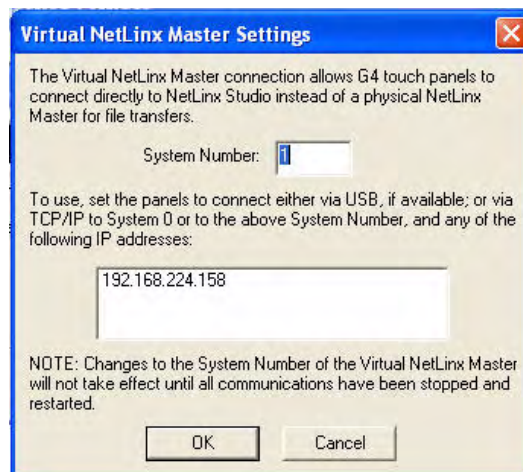 Virtual NetLinx Master Settings
The Virtual NetLinx Master connection allows G4 touch panels to
connect directly to NetLinx Studio instead of a physical NetLinx
Master for file transfers.
System Number: 1
To use, set the panels to connect either via USB, if available; or via
TCP/IP to System 0 or to the above System Number, and any of the
following IP addresses:
192.168.224.158
NOTE: Changes to the System Number of the Virtual NetLinx Master
will not take effect until all communications have been stopped and
restarted.
OK Cancel